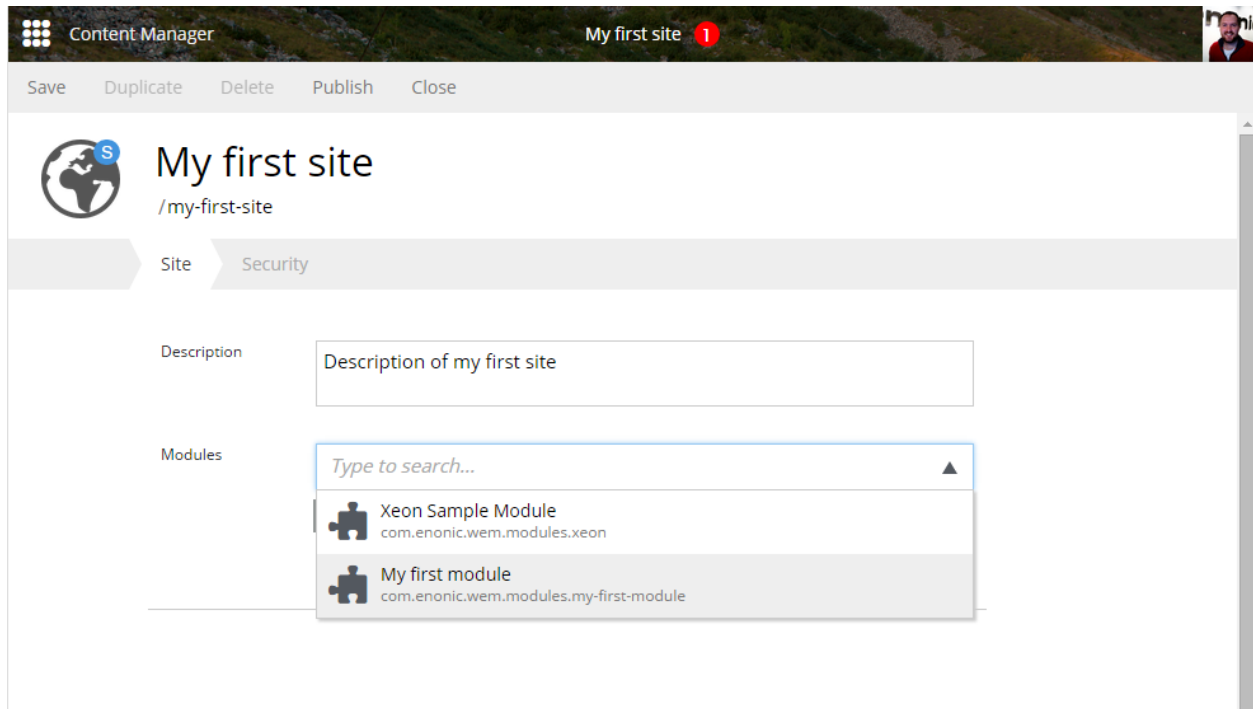 Content Manager
My first site 1
Save Duplicate Delete Publish Close
S
My first site
/my-first-site
Site Security
Description
Description of my first site
Modules
Type to search...
Xeon Sample Module
com.enonic.wem.modules.xeon
My first module
com.enonic.wem.modules.my-first-module